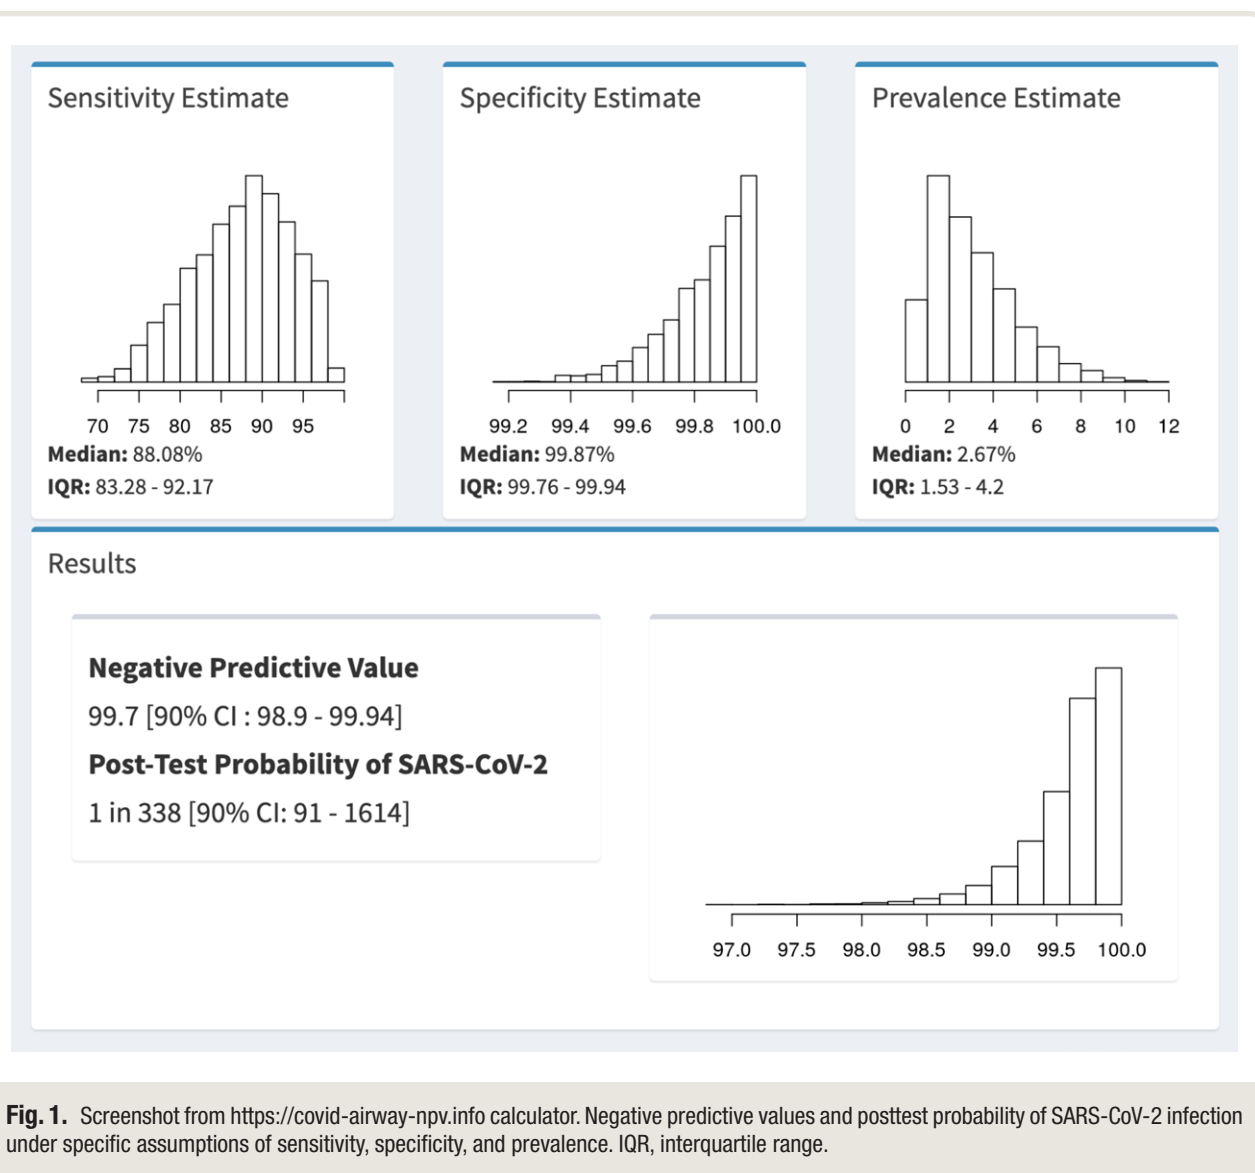 Sensitivity Estimate
70 75 80 85 90 95
Median: 88.08%
IQR: 83.28 - 92.17
Specificity Estimate
99.2 99.4 99.6 99.8 100.0
Median: 99.87%
IQR: 99.76 - 99.94
Prevalence Estimate
0 2 4 6 8 10 12
Median: 2.67%
IQR: 1.53 - 4.2
Results
Negative Predictive Value
99.7 [90% CI : 98.9 - 99.94]
Post-Test Probability of SARS-CoV-2
1 in 338 [90% CI: 91 - 1614]
97.0 97.5 98.0 98.5 99.0 99.5 100.0
Fig. 1. Screenshot from https://covid-airway-npv.info calculator. Negative predictive values and posttest probability of SARS-CoV-2 infection
under specific assumptions of sensitivity, specificity, and prevalence. IQR, interquartile range.